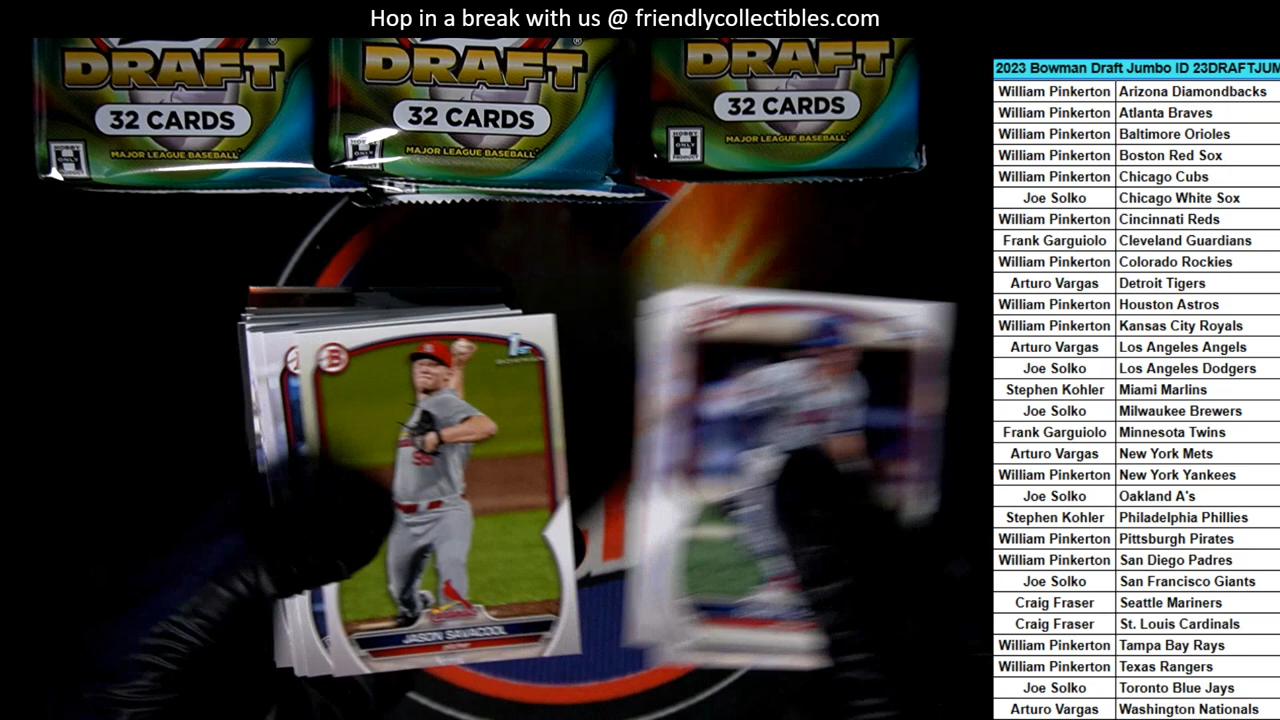 Hop in a break with us @ friendlycollectibles.com
DRAFT
32 CARDS
HOBBY ONLY PRODUCT
MAJOR LEAGUE BASEBALL
DRAFT
32 CARDS
MAJOR LEAGUE BASEBALL
DRAFT
32 CARDS
HOBBY ONLY PRODUCT
MAJOR LEAGUE BASEBALL
B
1ST
JASON SAVACOOL
2023 Bowman Draft Jumbo ID 23DRAFTJUM
William Pinkerton Arizona Diamondbacks
William Pinkerton Atlanta Braves
William Pinkerton Baltimore Orioles
William Pinkerton Boston Red Sox
William Pinkerton Chicago Cubs
Joe Solko Chicago White Sox
William Pinkerton Cincinnati Reds
Frank Garguiolo Cleveland Guardians
William Pinkerton Colorado Rockies
Arturo Vargas Detroit Tigers
William Pinkerton Houston Astros
William Pinkerton Kansas City Royals
Arturo Vargas Los Angeles Angels
Joe Solko Los Angeles Dodgers
Stephen Kohler Miami Marlins
Joe Solko Milwaukee Brewers
Frank Garguiolo Minnesota Twins
Arturo Vargas New York Mets
William Pinkerton New York Yankees
Joe Solko Oakland A's
Stephen Kohler Philadelphia Phillies
William Pinkerton Pittsburgh Pirates
William Pinkerton San Diego Padres
Joe Solko San Francisco Giants
Craig Fraser Seattle Mariners
Craig Fraser St. Louis Cardinals
William Pinkerton Tampa Bay Rays
William Pinkerton Texas Rangers
Joe Solko Toronto Blue Jays
Arturo Vargas Washington Nationals